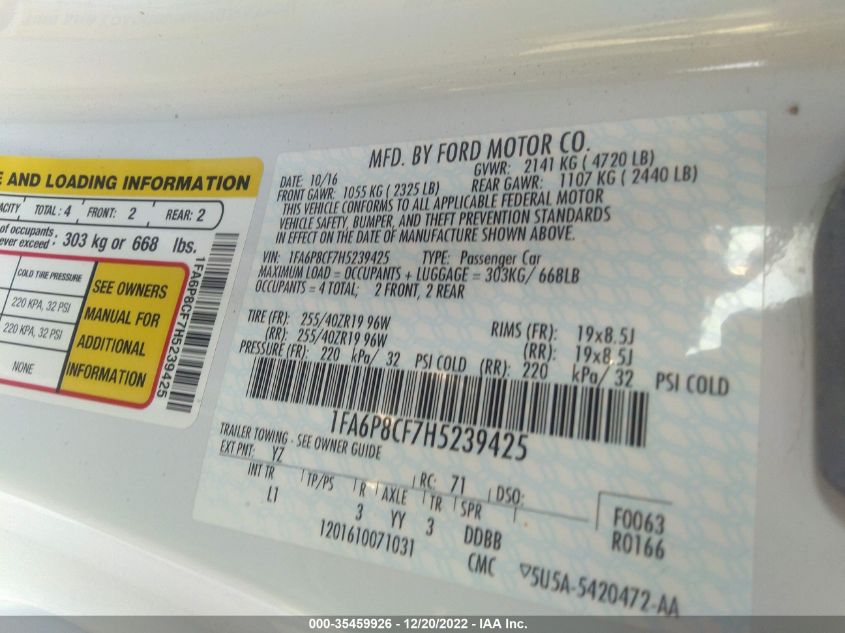 E AND LOADING INFORMATION
ACITY TOTAL: 4 FRONT: 2 REAR: 2
of occupants
ever exceed: 303 kg or 668 lbs.
COLD TIRE PRESSURE
220 KPA, 32 PSI
220 KPA, 32 PSI
NONE
SEE OWNERS
MANUAL FOR
ADDITIONAL
INFORMATION
1FA6P8CF7H5239425
MFD. BY FORD MOTOR CO.
DATE: 10/16 GVWR: 2141 KG ( 4720 LB)
FRONT GAWR: 1055 KG ( 2325 LB) REAR GAWR: 1107 KG ( 2440 LB)
THIS VEHICLE CONFORMS TO ALL APPLICABLE FEDERAL MOTOR
VEHICLE SAFETY, BUMPER, AND THEFT PREVENTION STANDARDS
IN EFFECT ON THE DATE OF MANUFACTURE SHOWN ABOVE.
VIN: 1FA6P8CF7H5239425 TYPE: Passenger Car
MAXIMUM LOAD = OCCUPANTS + LUGGAGE = 303KG/ 668LB
OCCUPANTS = 4 TOTAL; 2 FRONT, 2 REAR
TIRE (FR): 255/40ZR19 96W RIMS (FR): 19x8.5J
(RR): 255/40ZR19 96W (RR): 19x8.5J
PRESSURE (FR): 220 kPa/ 32 PSI COLD (RR): 220 kPa/ 32 PSI COLD
1FA6P8CF7H5239425
TRAILER TOWING - SEE OWNER GUIDE
EXT PNT: YZ RC: 71 DSO:
INT TR TP/PS R AXLE TR SPR
LI 3 YY 3 DDBB
F0063
R0166
1201610071031 CMC ▽5U5A-5420472-AA
000-35459926 - 12/20/2022 - IAA Inc.